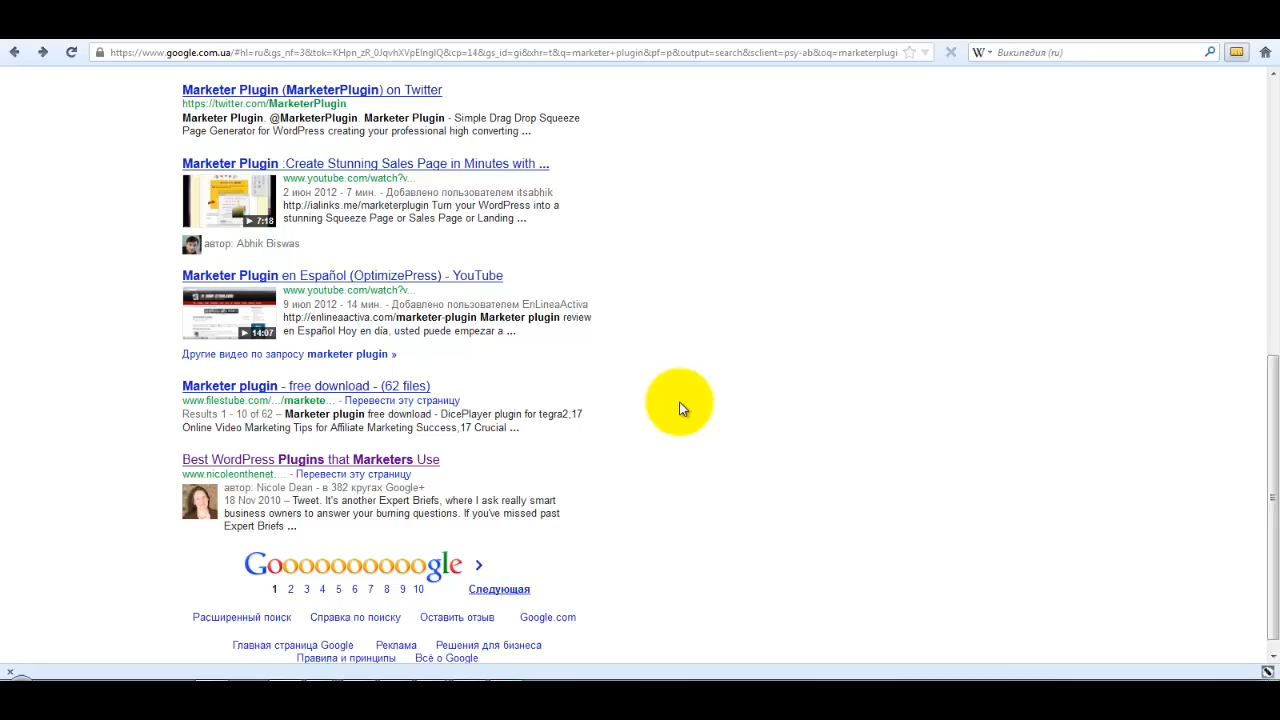 https://www.google.com.ua/#hl=ru&gs_nf=3&tok=KHpn_zR_0JqvhXVpEIngIQ&cp=14&gs_id=gi&xhr=t&q=marketer+plugin&pf=p&output=search&sclient=psy-ab&oq=marketerplugi
W Википедия (ru)
Marketer Plugin (MarketerPlugin) on Twitter
https://twitter.com/MarketerPlugin
Marketer Plugin. @MarketerPlugin. Marketer Plugin - Simple Drag Drop Squeeze
Page Generator for WordPress creating your professional high converting ...
Marketer Plugin :Create Stunning Sales Page in Minutes with ...
www.youtube.com/watch?v...
2 июн 2012 - 7 мин. - Добавлено пользователем itsabhik
http://ialinks.me/marketerplugin Turn your WordPress into a
stunning Squeeze Page or Sales Page or Landing ...
7:18
автор: Abhik Biswas
Marketer Plugin en Español (OptimizePress) - YouTube
www.youtube.com/watch?v...
9 июл 2012 - 14 мин. - Добавлено пользователем EnLineaActiva
http://enlineaactiva.com/marketer-plugin Marketer plugin review
en Español Hoy en día, usted puede empezar a ...
14:07
Другие видео по запросу marketer plugin »
Marketer plugin - free download - (62 files)
www.filestube.com/.../markete... - Перевести эту страницу
Results 1 - 10 of 62 – Marketer plugin free download - DicePlayer plugin for tegra2,17
Online Video Marketing Tips for Affiliate Marketing Success,17 Crucial ...
Best WordPress Plugins that Marketers Use
www.nicoleonthenet.... - Перевести эту страницу
автор: Nicole Dean - в 382 кругах Google+
18 Nov 2010 – Tweet. It's another Expert Briefs, where I ask really smart
business owners to answer your burning questions. If you've missed past
Expert Briefs ...
Goooooooooogle >
1 2 3 4 5 6 7 8 9 10 Следующая
Расширенный поиск Справка по поиску Оставить отзыв Google.com
Главная страница Google Реклама Решения для бизнеса
Правила и принципы Всё о Google